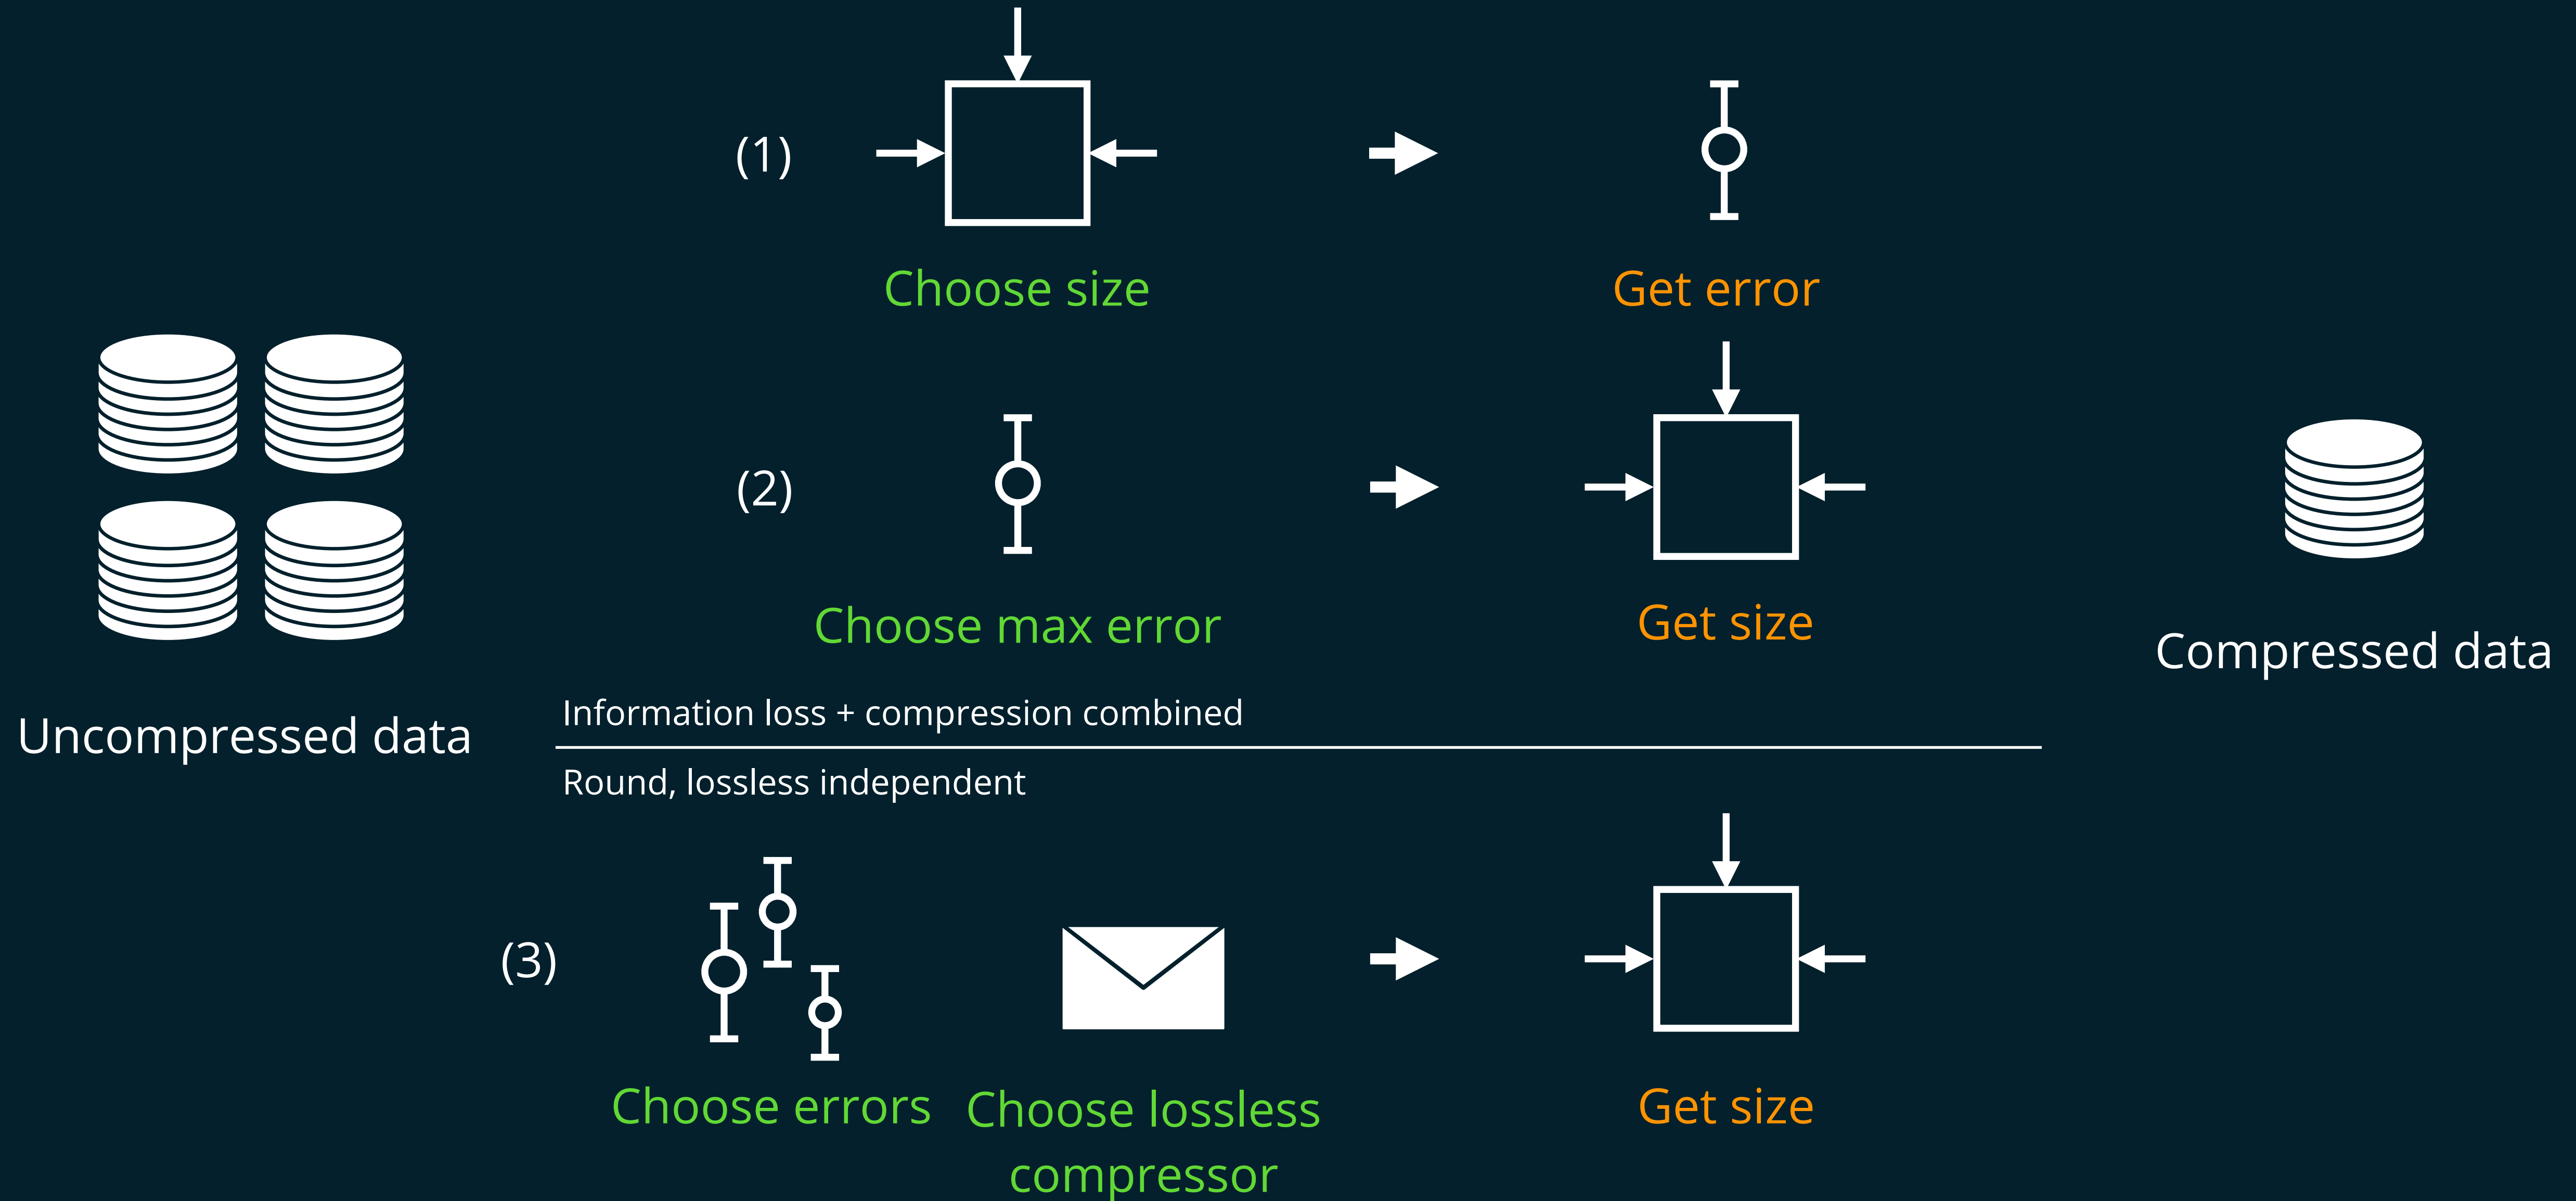 (1)
Choose size
Get error
(2)
Choose max error
Get size
Uncompressed data
Compressed data
Information loss + compression combined
Round, lossless independent
(3)
Choose errors
Choose lossless
compressor
Get size